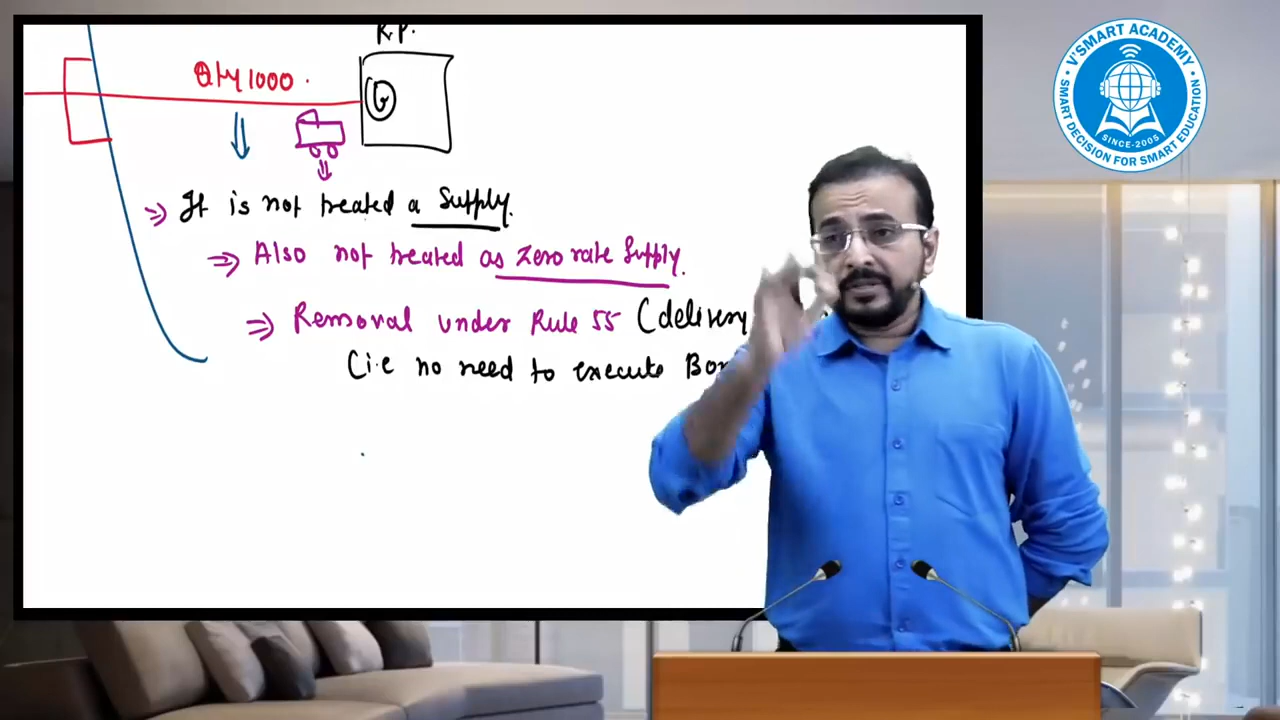 R.P.
Qty 1000
G
⇒ It is not treated a Supply.
⇒ Also not treated as Zero rate Supply.
⇒ Removal under Rule 55 (delivery
(i.e no need to execute Bon
V'SMART ACADEMY
SMART DECISION FOR SMART EDUCATION
SINCE-2005